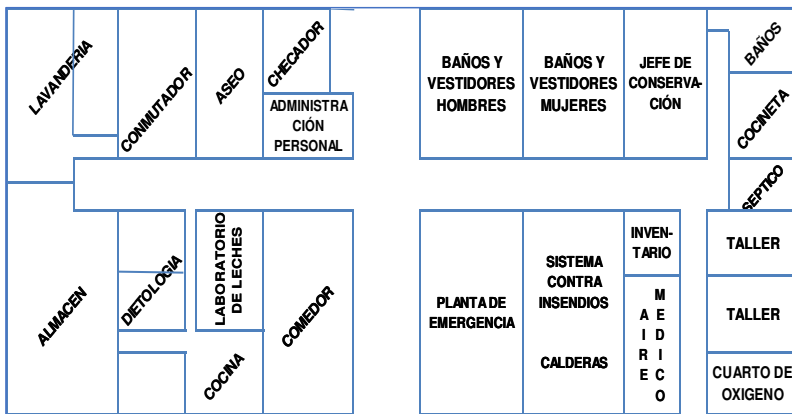 LAVANDERIA
CONMUTADOR
ASEO
CHECADOR
ADMINISTRA
CIÓN
PERSONAL
BAÑOS Y
VESTIDORES
HOMBRES
BAÑOS Y
VESTIDORES
MUJERES
JEFE DE
CONSERVA-
CIÓN
BAÑOS
COCINETA
SEPTICO
ALMACEN
DIETOLOGIA
LABORATORIO
DE LECHES
COCINA
COMEDOR
PLANTA DE
EMERGENCIA
SISTEMA
CONTRA
INSENDIOS
CALDERAS
INVEN-
TARIO
AIRE
MEDICO
TALLER
TALLER
CUARTO DE
OXIGENO